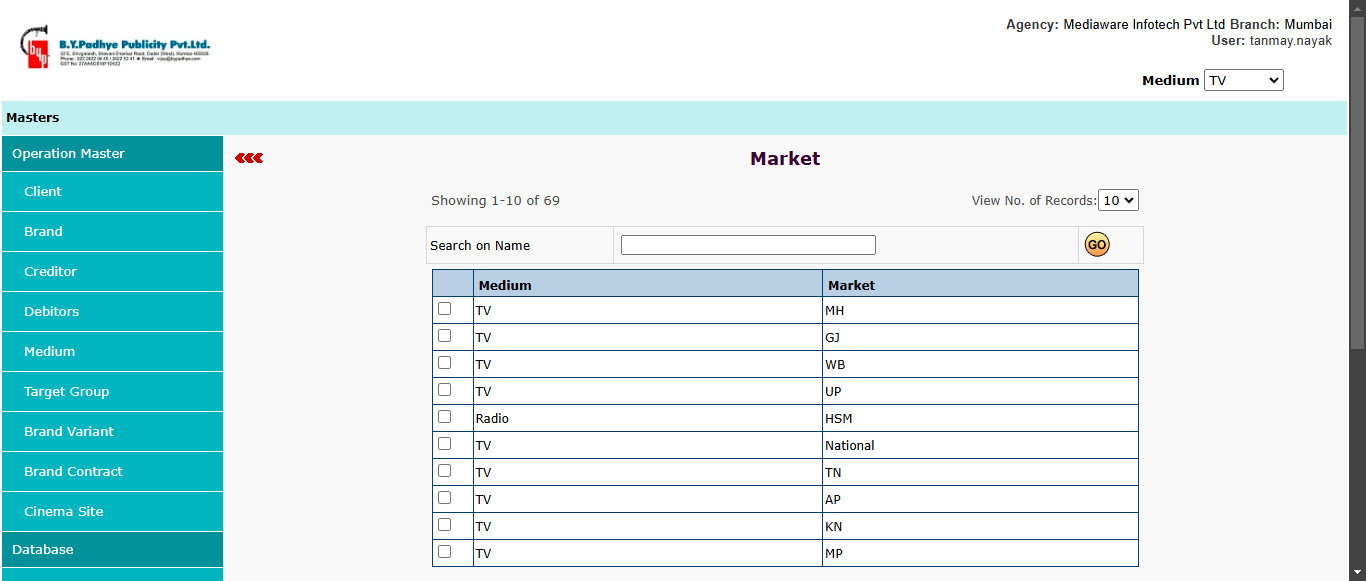 Agency: Mediaware Infotech Pvt Ltd Branch: Mumbai
User: tanmay.nayak
B.Y.Padhye Publicity Pvt.Ltd.
Medium TV
Masters
Operation Master
Client
Brand
Creditor
Debitors
Medium
Target Group
Brand Variant
Brand Contract
Cinema Site
Database
Market
Showing 1-10 of 69 View No. of Records: 10
Search on Name GO
Medium Market
TV MH
TV GJ
TV WB
TV UP
Radio HSM
TV National
TV TN
TV AP
TV KN
TV MP